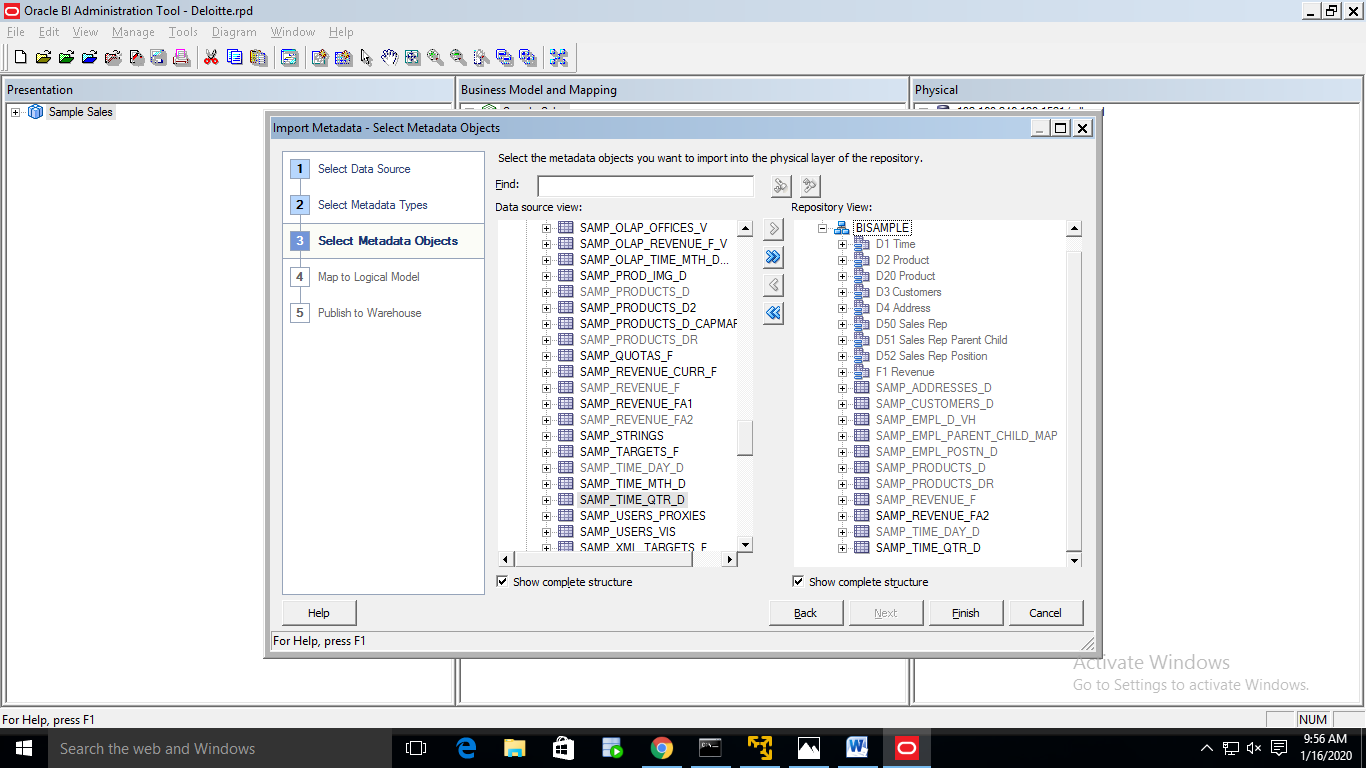 Oracle BI Administration Tool - Deloitte.rpd
File Edit View Manage Tools Diagram Window Help
Presentation
Business Model and Mapping
Physical
Sample Sales
Import Metadata - Select Metadata Objects
1 Select Data Source
2 Select Metadata Types
3 Select Metadata Objects
4 Map to Logical Model
5 Publish to Warehouse
Select the metadata objects you want to import into the physical layer of the repository.
Find:
Data source view:
SAMP_OLAP_OFFICES_V
SAMP_OLAP_REVENUE_F_V
SAMP_OLAP_TIME_MTH_D...
SAMP_PROD_IMG_D
SAMP_PRODUCTS_D
SAMP_PRODUCTS_D2
SAMP_PRODUCTS_D_CAPMAP
SAMP_PRODUCTS_DR
SAMP_QUOTAS_F
SAMP_REVENUE_CURR_F
SAMP_REVENUE_F
SAMP_REVENUE_FA1
SAMP_REVENUE_FA2
SAMP_STRINGS
SAMP_TARGETS_F
SAMP_TIME_DAY_D
SAMP_TIME_MTH_D
SAMP_TIME_QTR_D
SAMP_USERS_PROXIES
SAMP_USERS_VIS
SAMP_XML_TARGETS_F
Show complete structure
Repository View:
BISAMPLE
D1 Time
D2 Product
D20 Product
D3 Customers
D4 Address
D50 Sales Rep
D51 Sales Rep Parent Child
D52 Sales Rep Position
F1 Revenue
SAMP_ADDRESSES_D
SAMP_CUSTOMERS_D
SAMP_EMPL_D_VH
SAMP_EMPL_PARENT_CHILD_MAP
SAMP_EMPL_POSTN_D
SAMP_PRODUCTS_D
SAMP_PRODUCTS_DR
SAMP_REVENUE_F
SAMP_REVENUE_FA2
SAMP_TIME_DAY_D
SAMP_TIME_QTR_D
Show complete structure
Help
Back
Next
Finish
Cancel
For Help, press F1
Activate Windows
Go to Settings to activate Windows.
For Help, press F1
NUM
Search the web and Windows
9:56 AM
1/16/2020